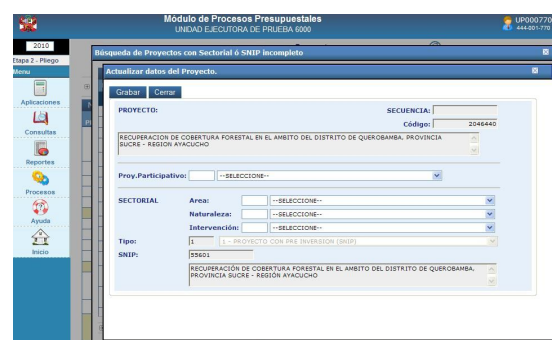 Módulo de Procesos Presupuestales
UNIDAD EJECUTORA DE PRUEBA 6000
UP000770
444-001-770
2010
Etapa 2 - Pliego
Menu
Aplicaciones
Consultas
Reportes
Procesos
Ayuda
Inicio
Búsqueda de Proyectos con Sectorial ó SNIP incompleto
Actualizar datos del Proyecto.
Grabar Cerrar
PROYECTO: SECUENCIA:
Código: 2046440
RECUPERACION DE COBERTURA FORESTAL EN EL AMBITO DEL DISTRITO DE QUEROBAMBA. PROVINCIA
SUCRE - REGION AYACUCHO
Proy.Participativo: --SELECCIONE--
SECTORIAL Area: --SELECCIONE--
Naturaleza: --SELECCIONE--
Intervención: --SELECCIONE--
Tipo: 1 1 - PROYECTO CON PRE INVERSION (SNIP)
SNIP: 55601
RECUPERACIÓN DE COBERTURA FORESTAL EN EL AMBITO DEL DISTRITO DE QUEROBAMBA.
PROVINCIA SUCRE - REGIÓN AYACUCHO